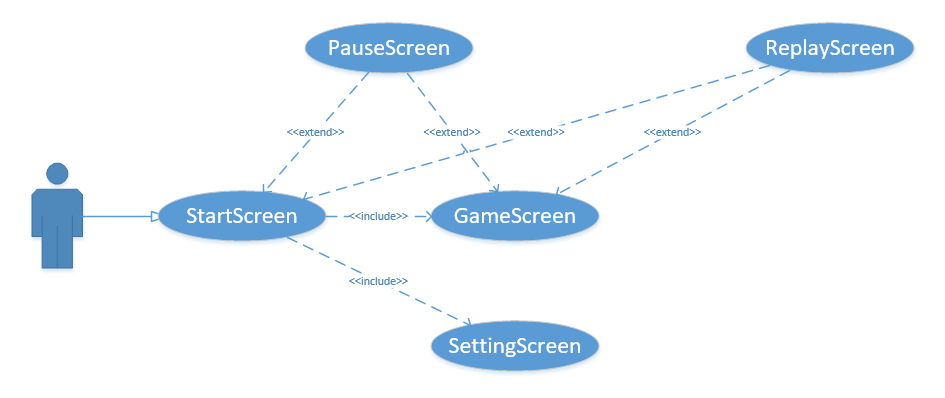 PauseScreen
ReplayScreen
<<extend>>
<<extend>>
<<extend>>
<<extend>>
StartScreen
<<include>>
GameScreen
<<include>>
SettingScreen